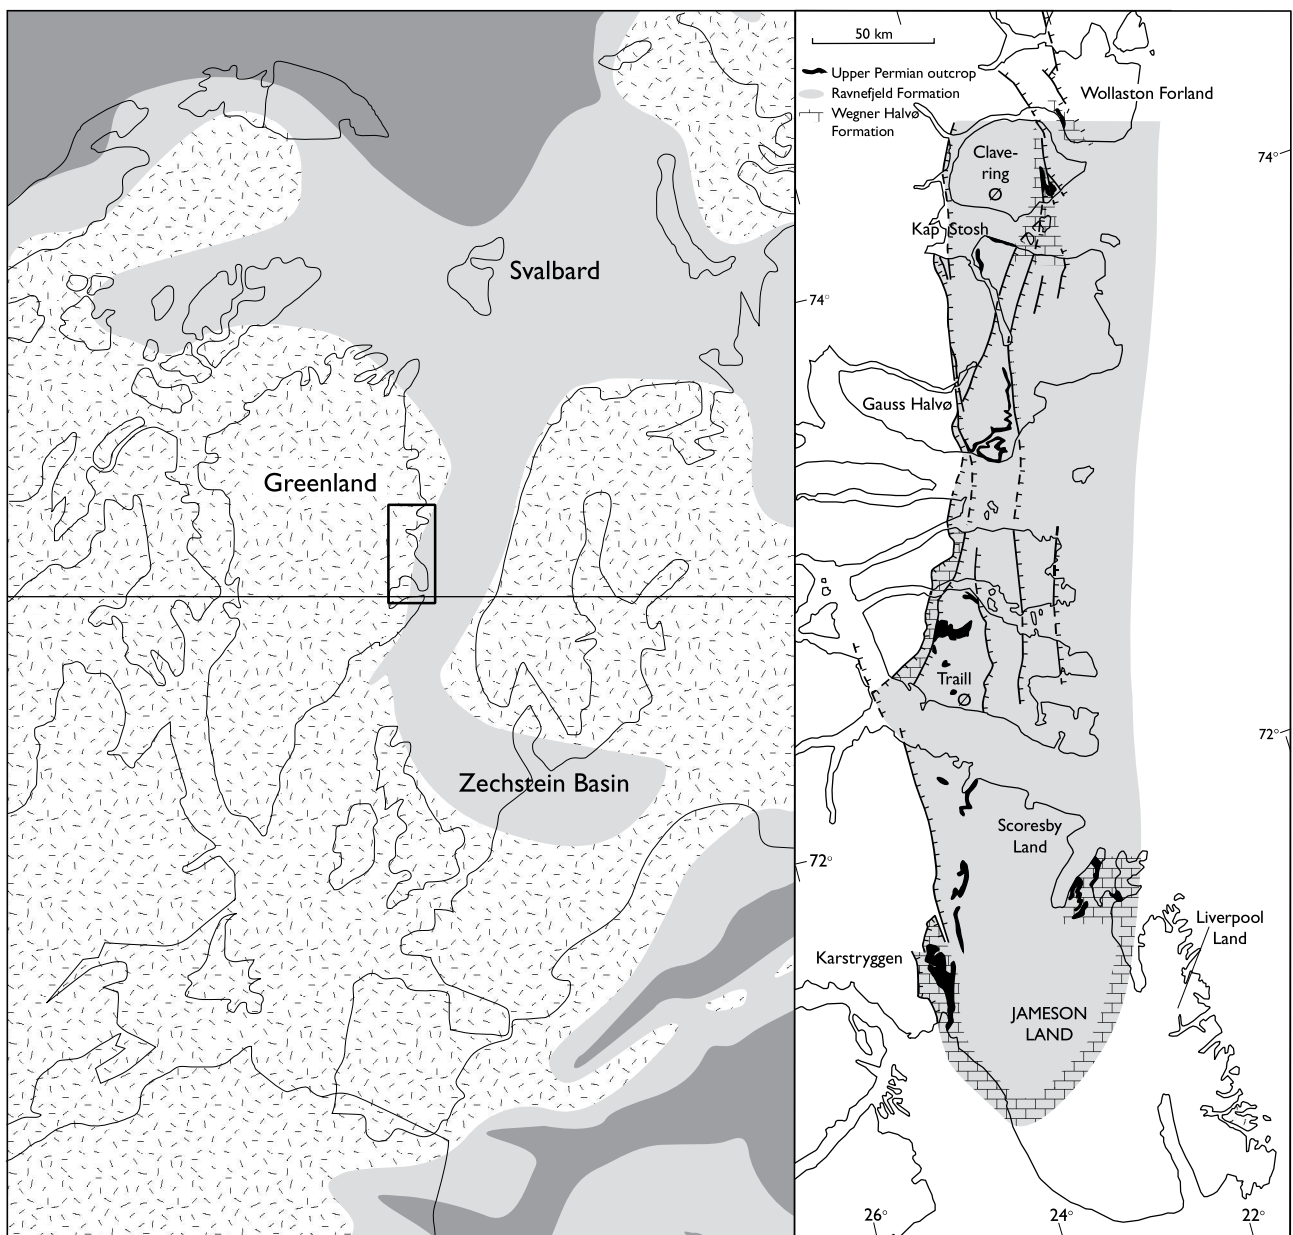 Svalbard
Greenland
Zechstein Basin
50 km
Upper Permian outcrop
Ravnefjeld Formation
Wegner Halvø
Formation
Wollaston Forland
74°
Clave-
ring
Ø
Kap Stosh
74°
Gauss Halvø
Traill
Ø
72°
Scoresby
Land
72°
Liverpool
Land
Karstryggen
JAMESON
LAND
26°
24°
22°